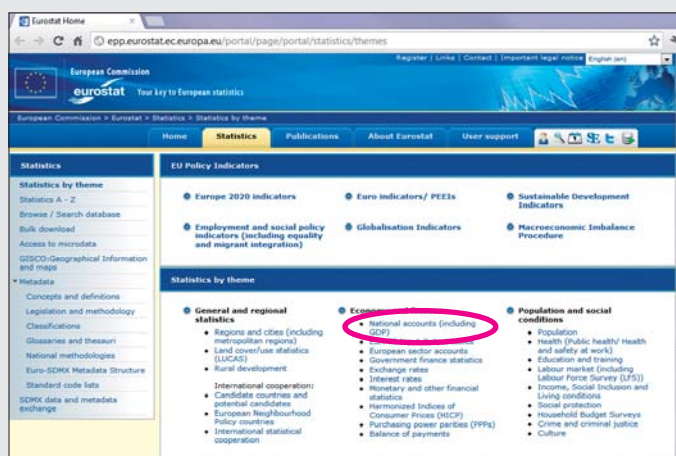 Eurostat Home
epp.eurostat.ec.europa.eu/portal/page/portal/statistics/themes
Register | Links | Contact | Important legal notice
English (en)
European Commission
eurostat Your key to European statistics
European Commission > Eurostat > Statistics > Statistics by theme
Home Statistics Publications About Eurostat User support
Statistics
Statistics by theme
Statistics A - Z
Browse / Search database
Bulk download
Access to microdata
GISCO:Geographical Information
and maps
Metadata
Concepts and definitions
Legislation and methodology
Classifications
Glossaries and thesauri
National methodologies
Euro-SDMX Metadata Structure
Standard code lists
SDMX data and metadata
exchange
EU Policy Indicators
Europe 2020 indicators
Euro indicators/ PEEIs
Sustainable Development
Indicators
Employment and social policy
indicators (including equality
and migrant integration)
Globalisation Indicators
Macroeconomic Imbalance
Procedure
Statistics by theme
General and regional
statistics
Regions and cities (including
metropolitan regions)
Land cover/use statistics
(LUCAS)
Rural development
International cooperation:
Candidate countries and
potential candidates
European Neighbourhood
Policy countries
International statistical
cooperation
National accounts (including
GDP)
European sector accounts
Government finance statistics
Exchange rates
Interest rates
Monetary and other financial
statistics
Harmonized Indices of
Consumer Prices (HICP)
Purchasing power parities (PPPs)
Balance of payments
Population and social
conditions
Population
Health (Public health/ Health
and safety at work)
Education and training
Labour market (including
Labour Force Survey (LFS))
Income, Social Inclusion and
Living conditions
Social protection
Household Budget Surveys
Crime and criminal justice
Culture